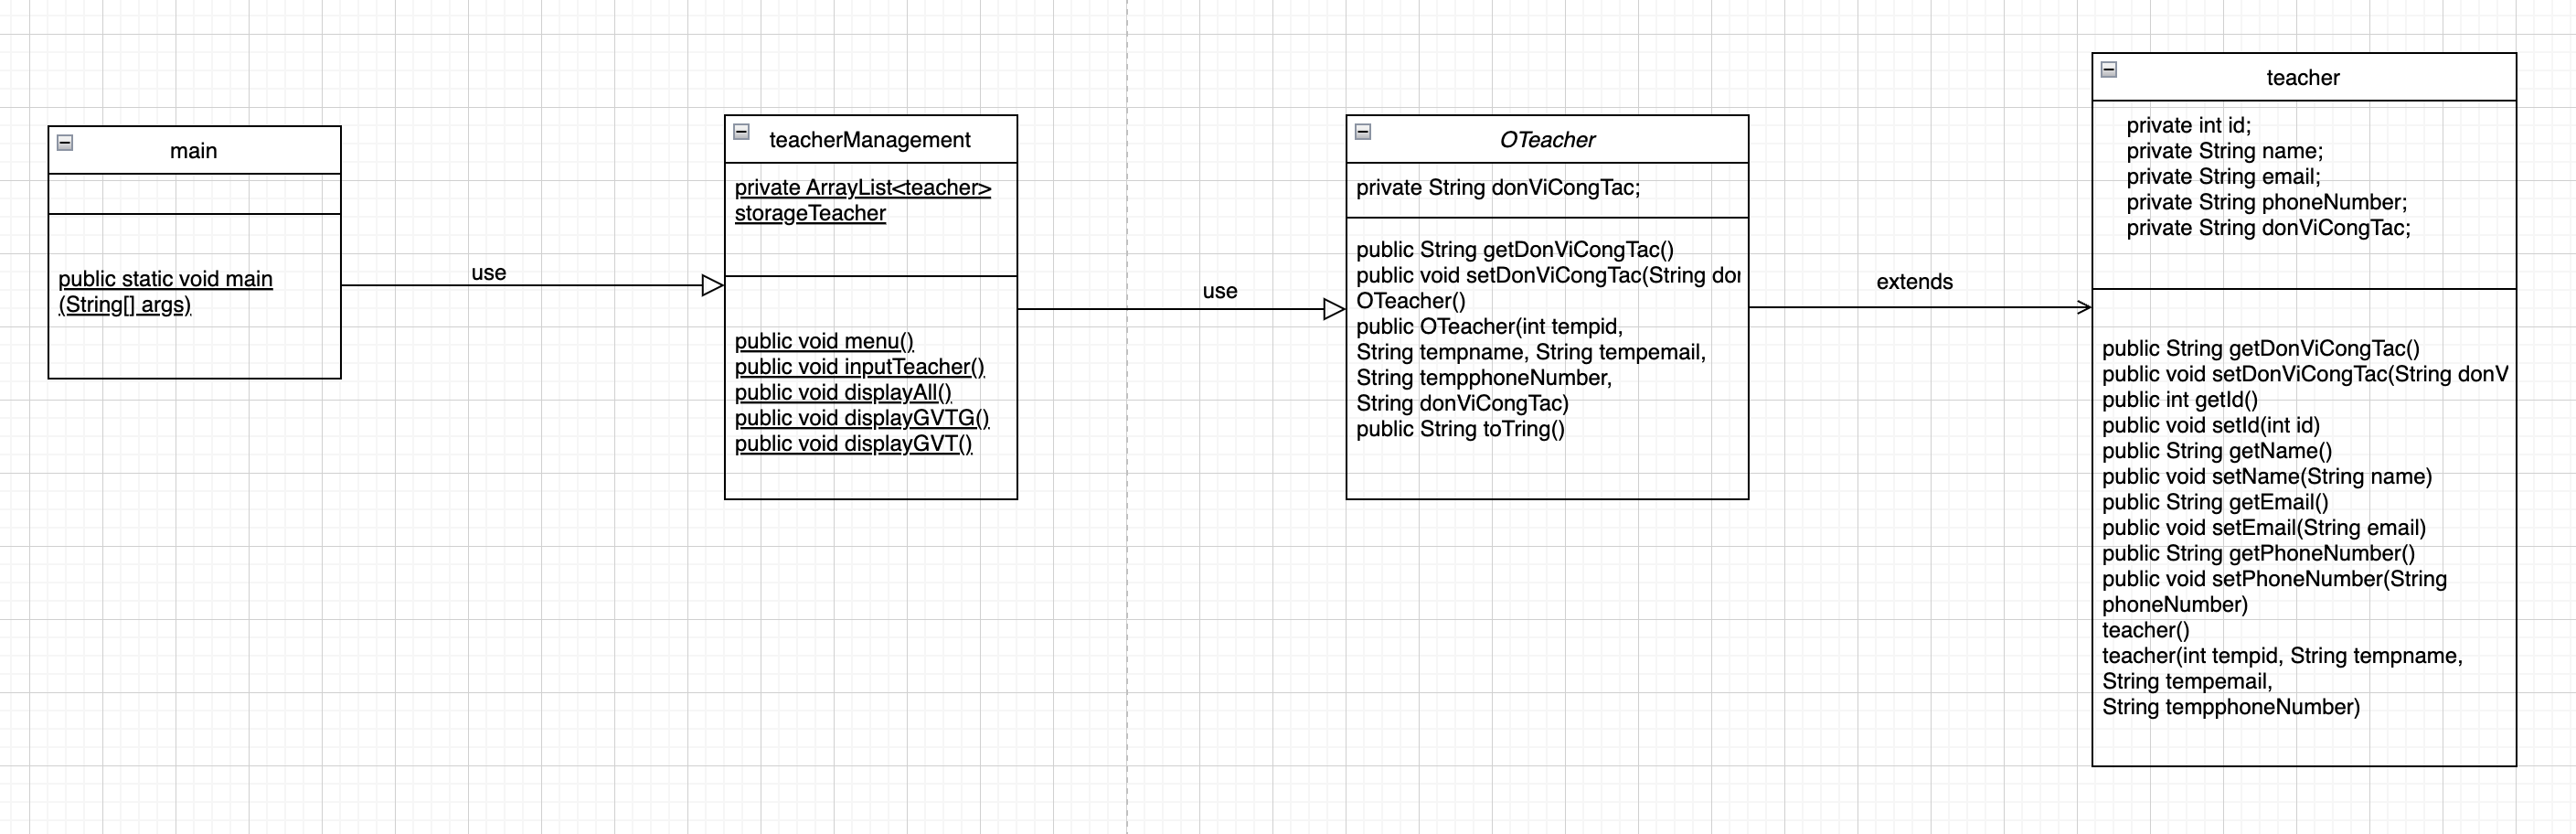 main
public static void main
(String[] args)
use
teacherManagement
private ArrayList<teacher>
storageTeacher
public void menu()
public void inputTeacher()
public void displayAll()
public void displayGVTG()
public void displayGVT()
use
OTeacher
private String donViCongTac;
public String getDonViCongTac()
public void setDonViCongTac(String don
OTeacher()
public OTeacher(int tempid,
String tempname, String tempemail,
String tempphoneNumber,
String donViCongTac)
public String toTring()
extends
teacher
private int id;
private String name;
private String email;
private String phoneNumber;
private String donViCongTac;
public String getDonViCongTac()
public void setDonViCongTac(String donV
public int getId()
public void setId(int id)
public String getName()
public void setName(String name)
public String getEmail()
public void setEmail(String email)
public String getPhoneNumber()
public void setPhoneNumber(String
phoneNumber)
teacher()
teacher(int tempid, String tempname,
String tempemail,
String tempphoneNumber)